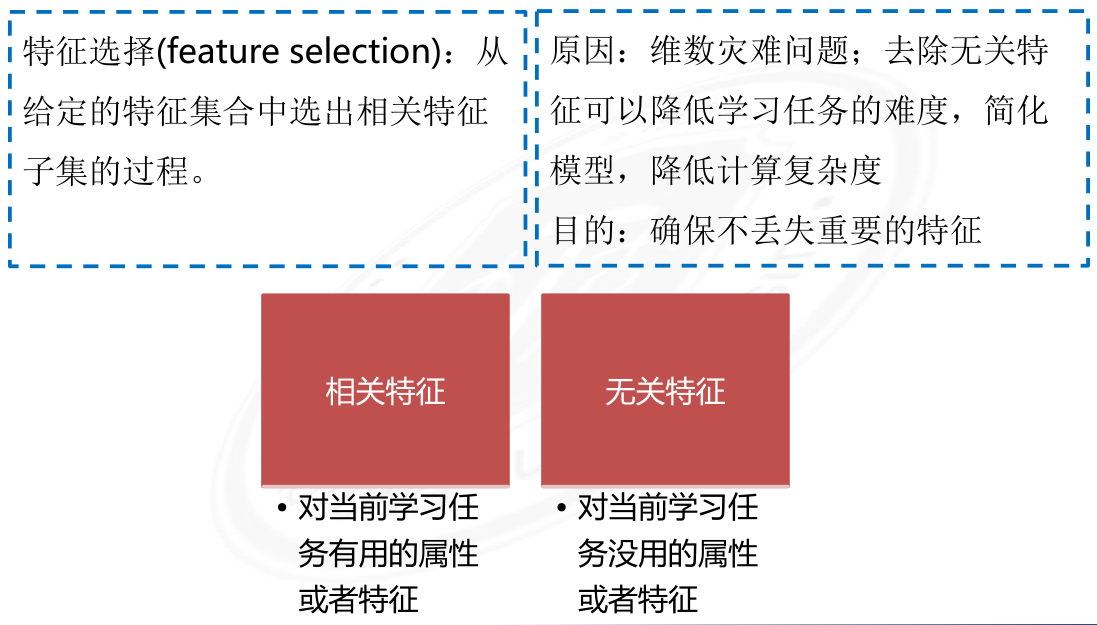 特征选择(feature selection)：从
给定的特征集合中选出相关特征
子集的过程。
原因：维数灾难问题；去除无关特
征可以降低学习任务的难度，简化
模型，降低计算复杂度
目的：确保不丢失重要的特征
相关特征
• 对当前学习任
务有用的属性
或者特征
无关特征
• 对当前学习任
务没用的属性
或者特征